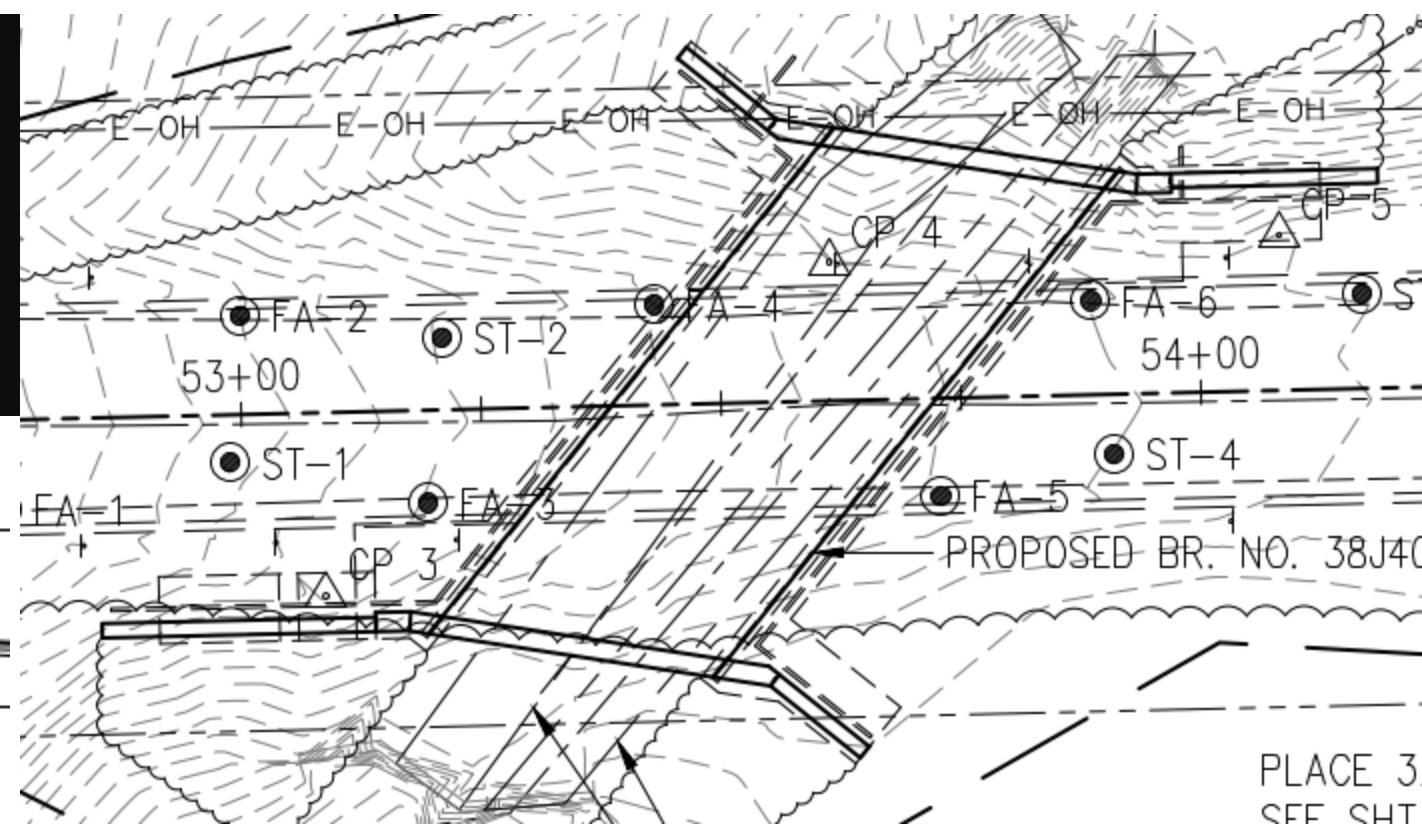 E-OH E-OH E-OH E-OH E-OH E-OH
CP 4 CP-5
FA-2 ST-2 FA-4 FA-6 S
53+00 54+00
ST-1 ST-4
FA-1 FA-3 FA-5
CP 3 PROPOSED BR. NO. 38J40
PLACE 3
SEE SHT